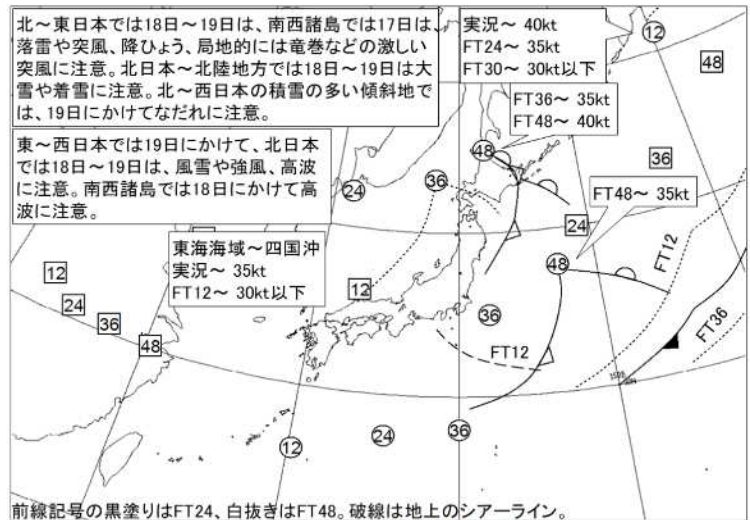 北～東日本では18日～19日は、南西諸島では17日は、
落雷や突風、降ひょう、局地的には竜巻などの激しい
突風に注意。北日本～北陸地方では18日～19日は大
雪や着雪に注意。北～西日本の積雪の多い傾斜地で
は、19日にかけてなだれに注意。
実況～ 40kt
FT24～ 35kt
FT30～ 30kt以下
12
48
FT36～ 35kt
FT48～ 40kt
東～西日本では19日にかけて、北日本
では18日～19日は、風雪や強風、高波
に注意。南西諸島では18日にかけて高
波に注意。
48
36
24
36
FT48～ 35kt
24
東海海域～四国沖
実況～ 35kt
FT12～ 30kt以下
12
24
36
48
12
48
FT12
36
FT36
FT12
12
24
36
前線記号の黒塗りはFT24、白抜きはFT48。破線は地上のシアーライン。